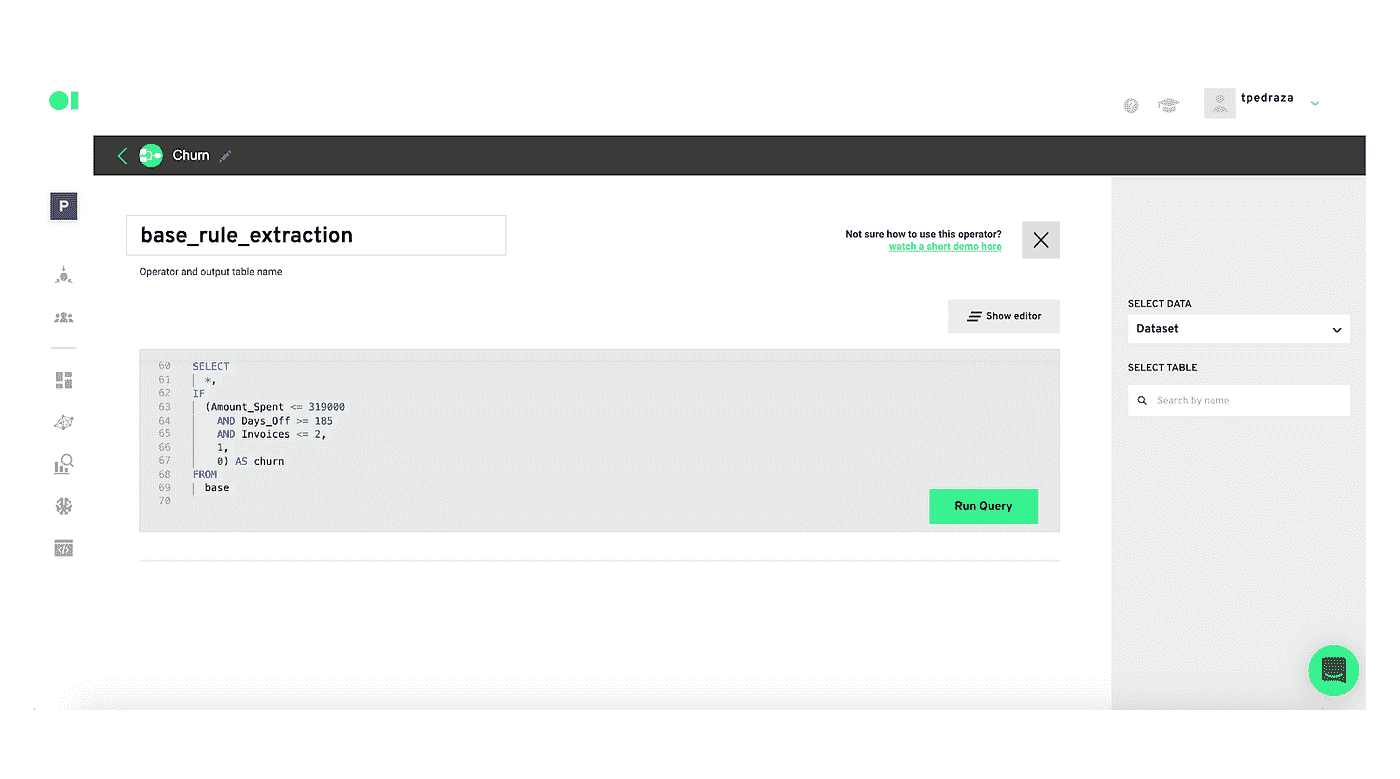 tpedraza
Churn
P
base_rule_extraction
Operator and output table name
Not sure how to use this operator?
watch a short demo here
Show editor
60 SELECT
61 *,
62 IF
63 (Amount_Spent <= 319000
64 AND Days_Off >= 185
65 AND Invoices <= 2,
66 1,
67 0) AS churn
68 FROM
69 base
70
Run Query
SELECT DATA
Dataset
SELECT TABLE
Search by name